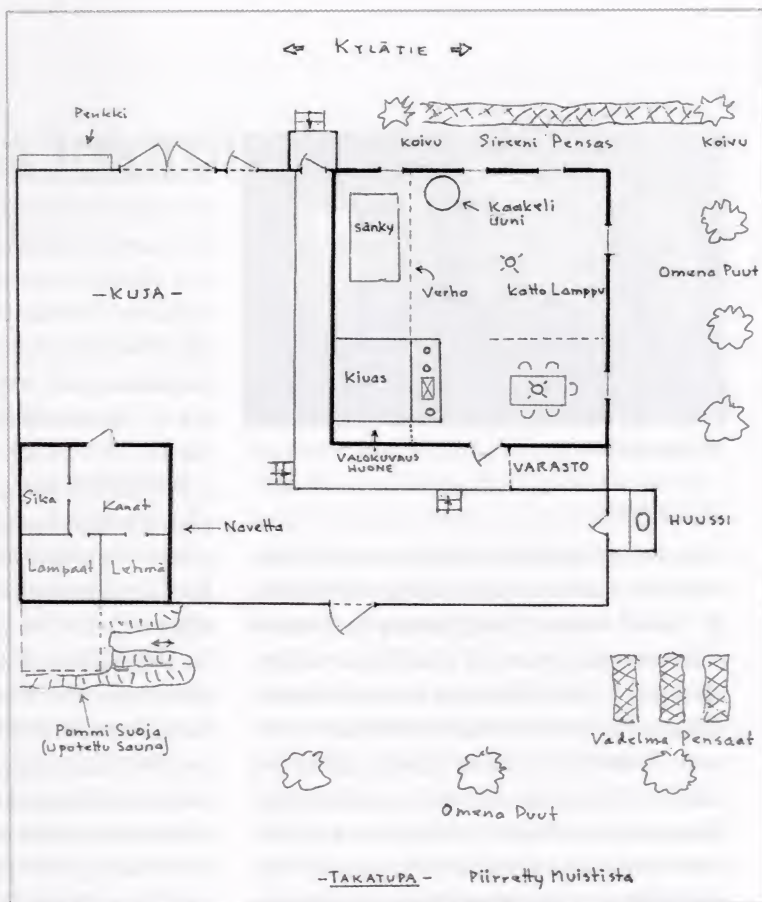 KYLÄTIE
Penkki
Koivu
Sireeni Pensas
Koivu
Kaakeli
Uuni
sänky
Omena Puut
Verho
Katto Lamppu
-KUJA-
Kiuas
VALOKUVAUS
HUONE
VARASTO
Sika
Kanat
Navetta
HUUSSI
Lampaat
Lehmä
Pommi Suoja
(upotettu Sauna)
Vadelma Pensaat
Omena Puut
-TAKATUPA- Piirretty Muistista